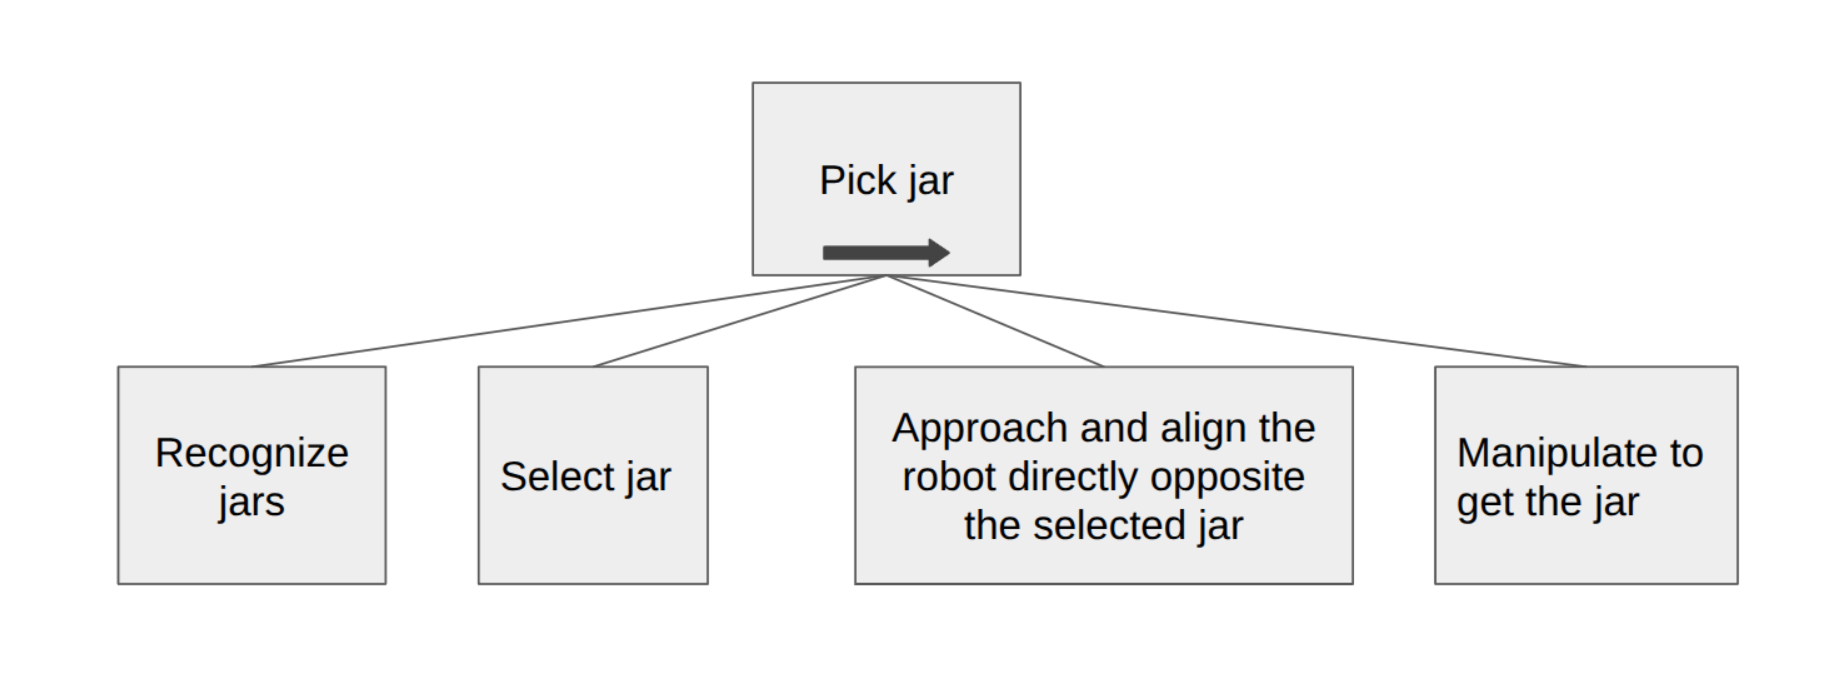 Pick jar
Recognize
jars
Select jar
Approach and align the
robot directly opposite
the selected jar
Manipulate to
get the jar